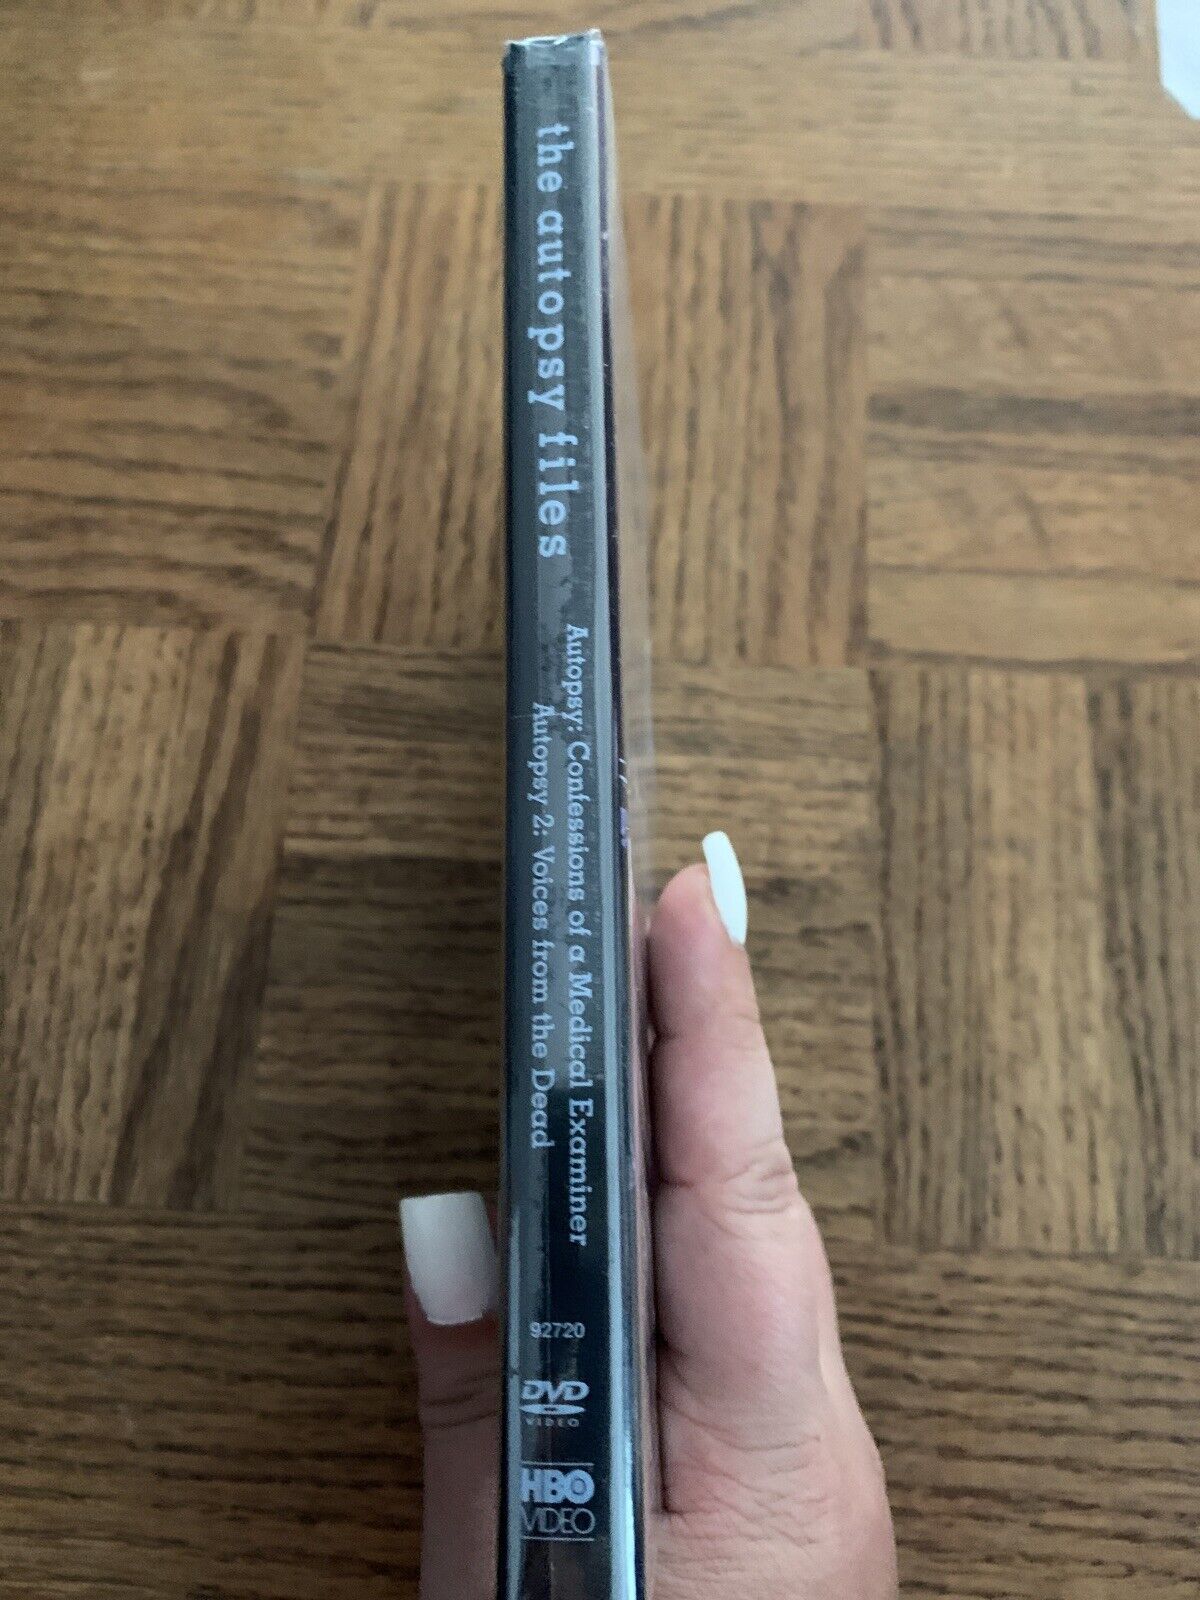 the autopsy files
Autopsy: Confessions of a Medical Examiner
Autopsy 2: Voices from the Dead
92720
DVD
VIDEO
HBO
VIDEO